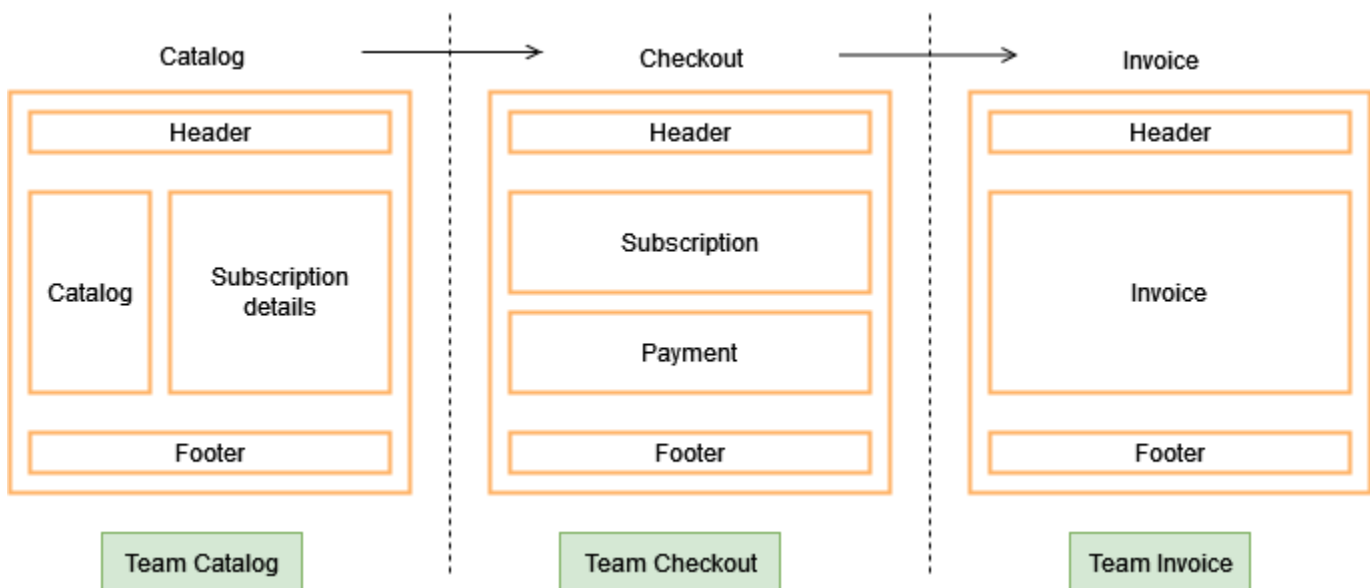 Catalog
Checkout
Invoice
Header
Header
Header
Catalog
Subscription
details
Subscription
Payment
Invoice
Footer
Footer
Footer
Team Catalog
Team Checkout
Team Invoice